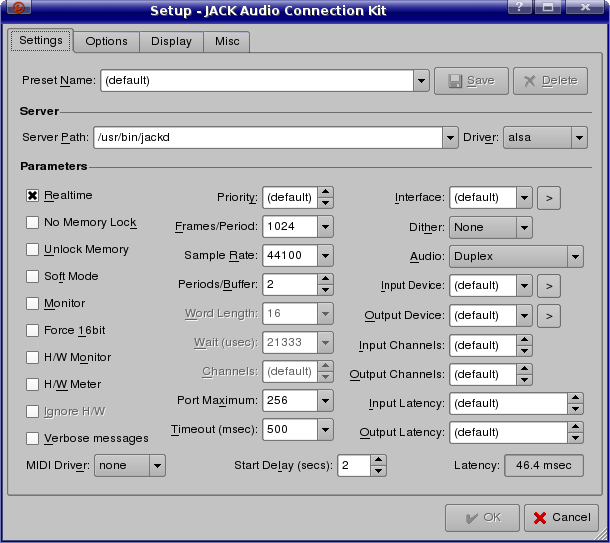 Setup - JACK Audio Connection Kit
Settings Options Display Misc
Preset Name: (default) Save Delete
Server
Server Path: /usr/bin/jackd Driver: alsa
Parameters
Realtime Priority: (default) Interface: (default) >
No Memory Lock Frames/Period: 1024 Dither: None
Unlock Memory Sample Rate: 44100 Audio: Duplex
Soft Mode Periods/Buffer: 2 Input Device: (default) >
Monitor Word Length: 16 Output Device: (default) >
Force 16bit Wait (usec): 21333 Input Channels: (default)
H/W Monitor Channels: (default) Output Channels: (default)
H/W Meter Port Maximum: 256 Input Latency: (default)
Ignore H/W Timeout (msec): 500 Output Latency: (default)
Verbose messages
MIDI Driver: none Start Delay (secs): 2 Latency: 46.4 msec
OK Cancel